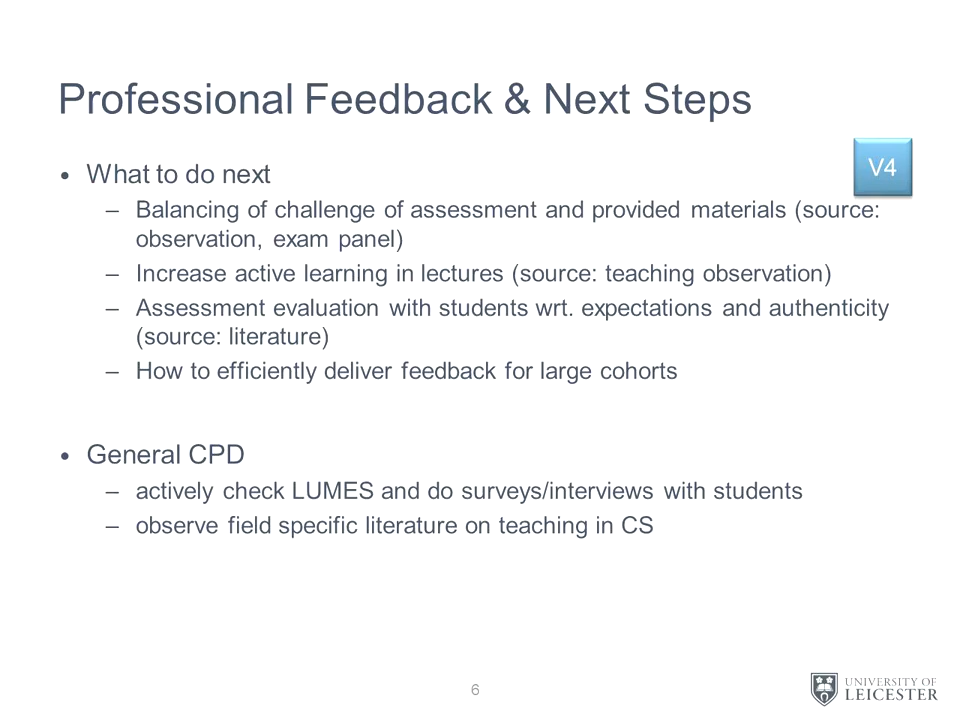 Professional Feedback & Next Steps
V4
• What to do next
– Balancing of challenge of assessment and provided materials (source:
observation, exam panel)
– Increase active learning in lectures (source: teaching observation)
– Assessment evaluation with students wrt. expectations and authenticity
(source: literature)
– How to efficiently deliver feedback for large cohorts
• General CPD
– actively check LUMES and do surveys/interviews with students
– observe field specific literature on teaching in CS
6
UNIVERSITY OF
LEICESTER